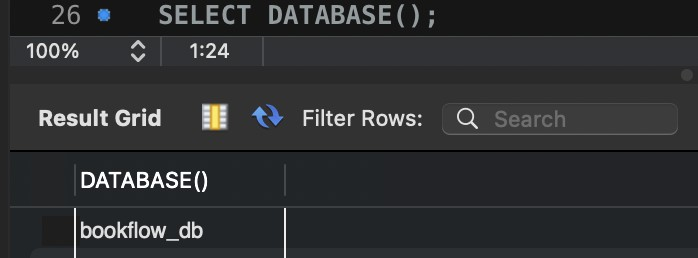 26 SELECT DATABASE();
100% 1:24
Result Grid Filter Rows: Search
DATABASE()
bookflow_db